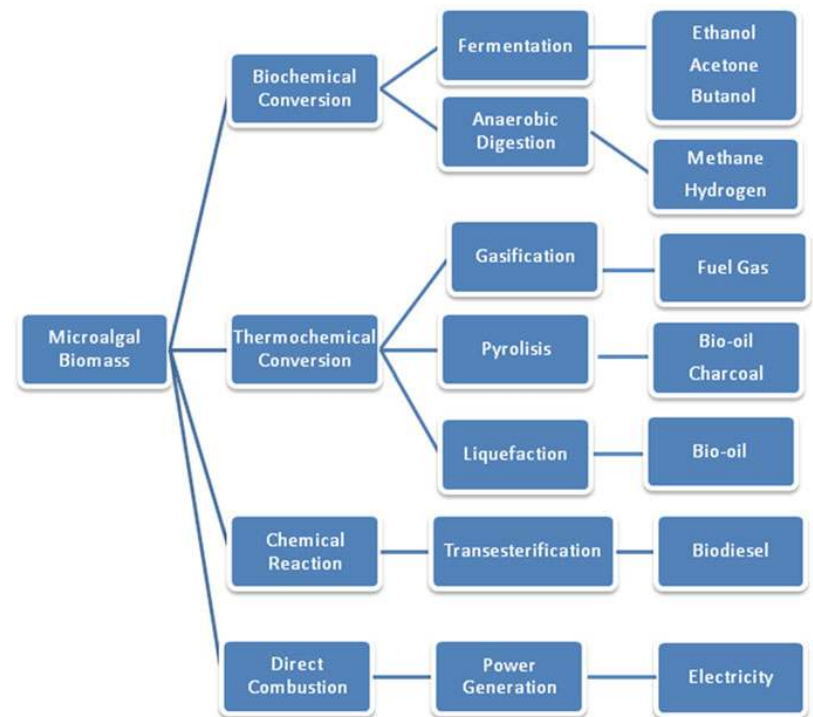 Microalgal
Biomass
Biochemical
Conversion
Fermentation
Ethanol
Acetone
Butanol
Anaerobic
Digestion
Methane
Hydrogen
Thermochemical
Conversion
Gasification
Fuel Gas
Pyrolisis
Bio-oil
Charcoal
Liquefaction
Bio-oil
Chemical
Reaction
Transesterification
Biodiesel
Direct
Combustion
Power
Generation
Electricity